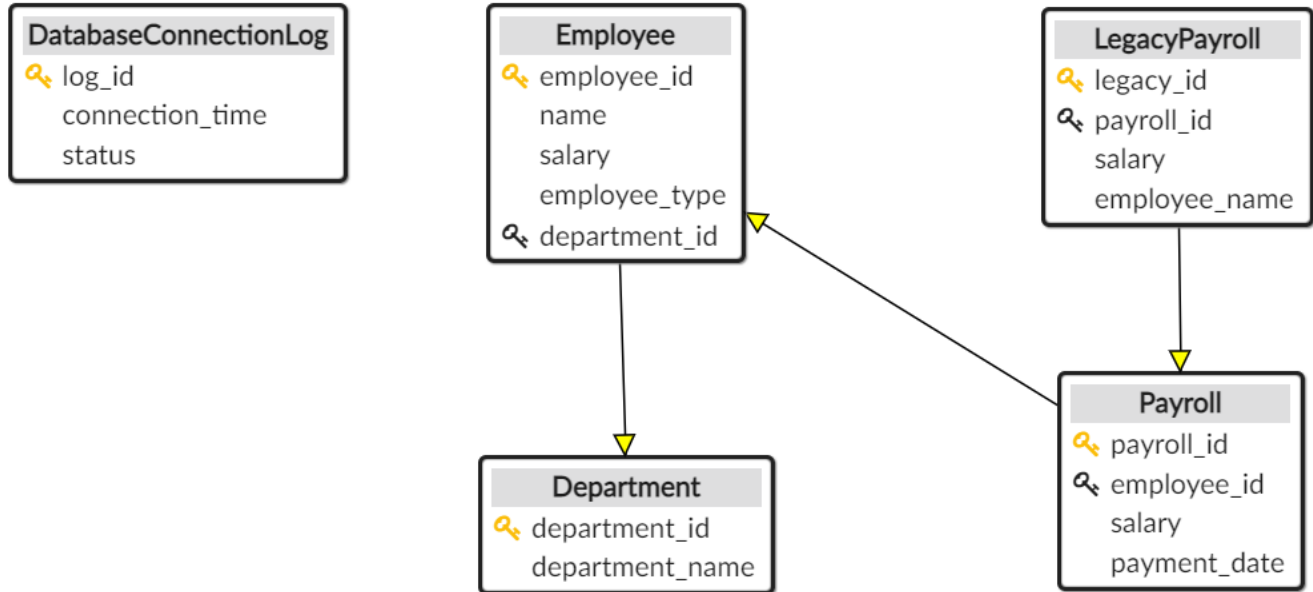 DatabaseConnectionLog
log_id
connection_time
status
Employee
employee_id
name
salary
employee_type
department_id
LegacyPayroll
legacy_id
payroll_id
salary
employee_name
Department
department_id
department_name
Payroll
payroll_id
employee_id
salary
payment_date